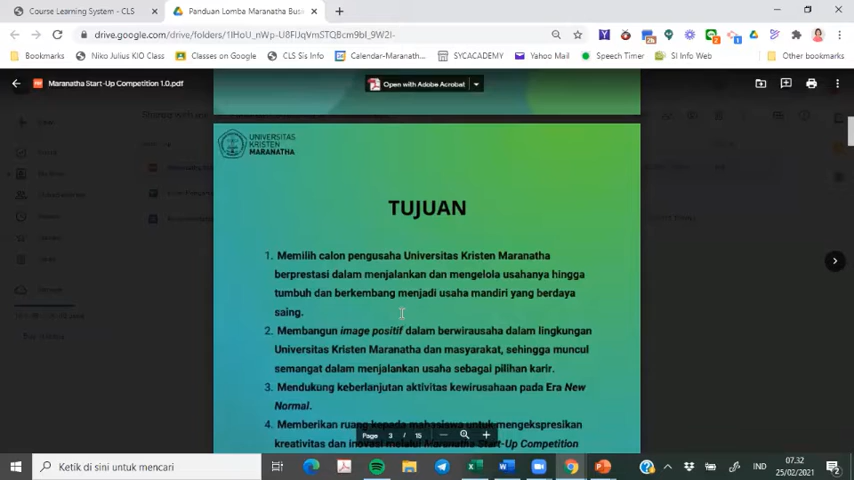 Course Learning System - CLS
Panduan Lomba Maranatha Busi
drive.google.com/drive/folders/
Bookmarks
Niko Julius KIO Class
Classes on Google
CLS Sis Info
Calendar-Maranath...
SYCACADEMY
Yahoo Mail
Speech Timer
SI Info Web
Other bookmarks
Maranatha Start-Up Competition 1.0.pdf
Open with Adobe Acrobat
UNIVERSITAS
KRISTEN
MARANATHA
TUJUAN
1. Memilih calon pengusaha Universitas Kristen Maranatha
berprestasi dalam menjalankan dan mengelola usahanya hingga
tumbuh dan berkembang menjadi usaha mandiri yang berdaya
saing.
2. Membangun image positif dalam berwirausaha dalam lingkungan
Universitas Kristen Maranatha dan masyarakat, sehingga muncul
semangat dalam menjalankan usaha sebagai pilihan karir.
3. Mendukung keberlanjutan aktivitas kewirausahaan pada Era New
Normal.
4. Memberikan ruang kepada mahasiswa untuk mengekspresikan
kreativitas dan inovasi melalui Maranatha Start-Up Competition
Page 3 / 15
Ketik di sini untuk mencari
IND
07.32
25/02/2021